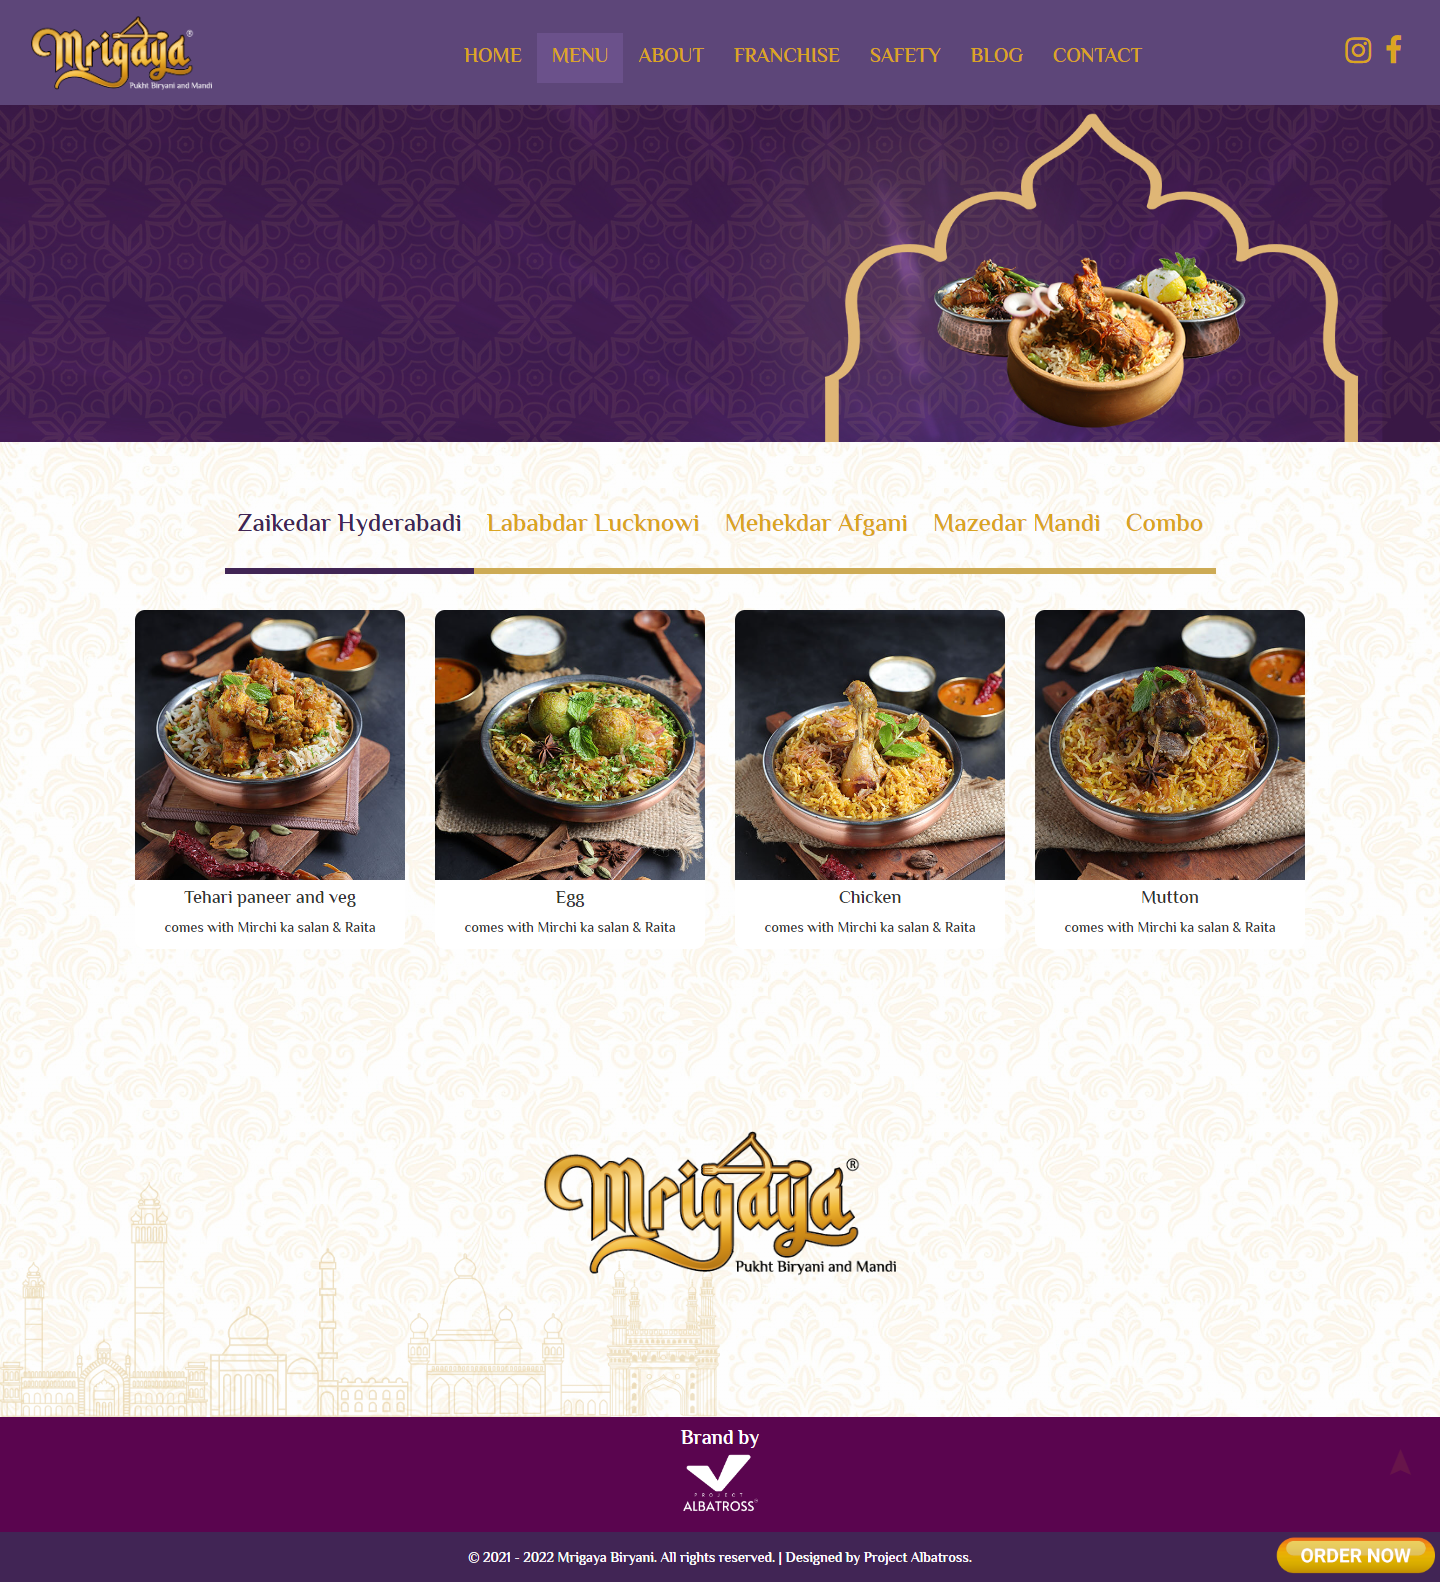 Mrigaya®
Pukht Biryani and Mandi
HOME MENU ABOUT FRANCHISE SAFETY BLOG CONTACT
Zaikedar Hyderabadi Lababdar Lucknowi Mehekdar Afgani Mazedar Mandi Combo
Tehari paneer and veg
comes with Mirchi ka salan & Raita
Egg
comes with Mirchi ka salan & Raita
Chicken
comes with Mirchi ka salan & Raita
Mutton
comes with Mirchi ka salan & Raita
Mrigaya®
Pukht Biryani and Mandi
Brand by
PROJECT
ALBATROSS
© 2021 - 2022 Mrigaya Biryani. All rights reserved. | Designed by Project Albatross.
ORDER NOW